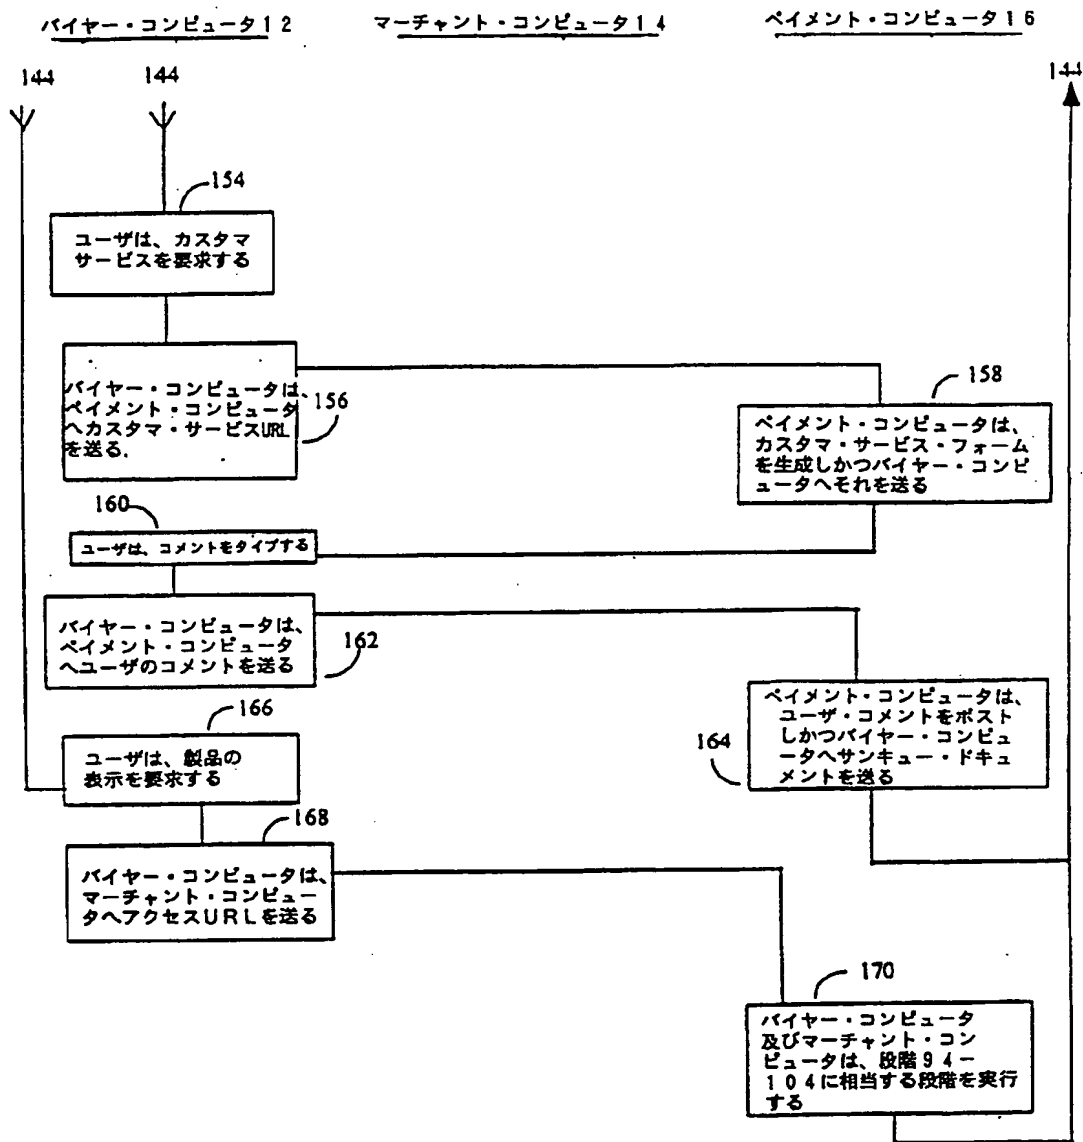 バイヤー・コンピュータ12
マーチャント・コンピュータ14
ペイメント・コンピュータ16
144
144
144
154
ユーザは、カスタマ
サービスを要求する
バイヤー・コンピュータは、
ペイメント・コンピュータ
へカスタマ・サービスURL
を送る.
156
158
ペイメント・コンピュータは、
カスタマ・サービス・フォーム
を生成しかつバイヤー・コンピ
ュータへそれを送る
160
ユーザは、コメントをタイプする
バイヤー・コンピュータは、
ペイメント・コンピュータ
へユーザのコメントを送る
162
ペイメント・コンピュータは、
ユーザ・コメントをポスト
しかつバイヤー・コンピュ
ータへサンキュー・ドキュ
メントを送る
164
166
ユーザは、製品の
表示を要求する
168
バイヤー・コンピュータは、
マーチャント・コンピュー
タへアクセスURLを送る
170
バイヤー・コンピュータ
及びマーチャント・コン
ピュータは、段階94-
104に相当する段階を実行
する